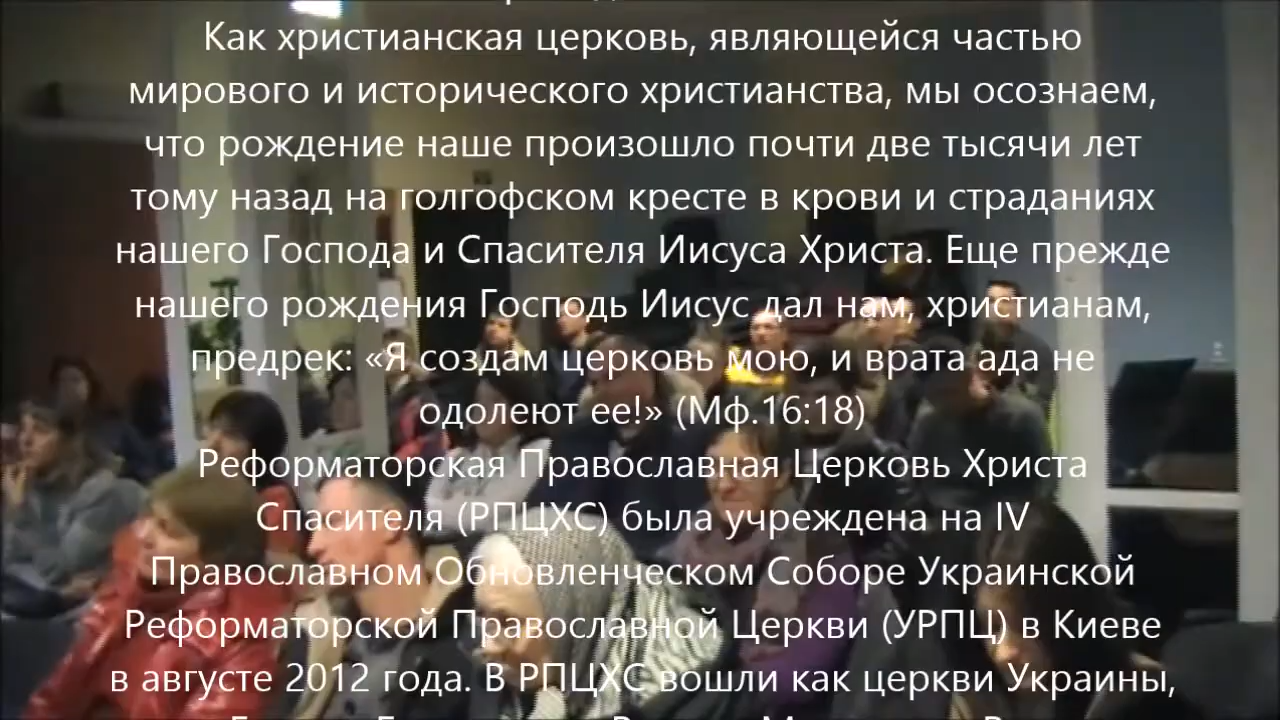 Как христианская церковь, являющейся частью
мирового и исторического христианства, мы осознаем,
что рождение наше произошло почти две тысячи лет
тому назад на голгофском кресте в крови и страданиях
нашего Господа и Спасителя Иисуса Христа. Еще прежде
нашего рождения Господь Иисус дал нам, христианам,
предрек: «Я создам церковь мою, и врата ада не
одолеют ее!» (Мф.16:18)
Реформаторская Православная Церковь Христа
Спасителя (РПЦХС) была учреждена на IV
Православном Обновленческом Соборе Украинской
Реформаторской Православной Церкви (УРПЦ) в Киеве
в августе 2012 года. В РПЦХС вошли как церкви Украины,